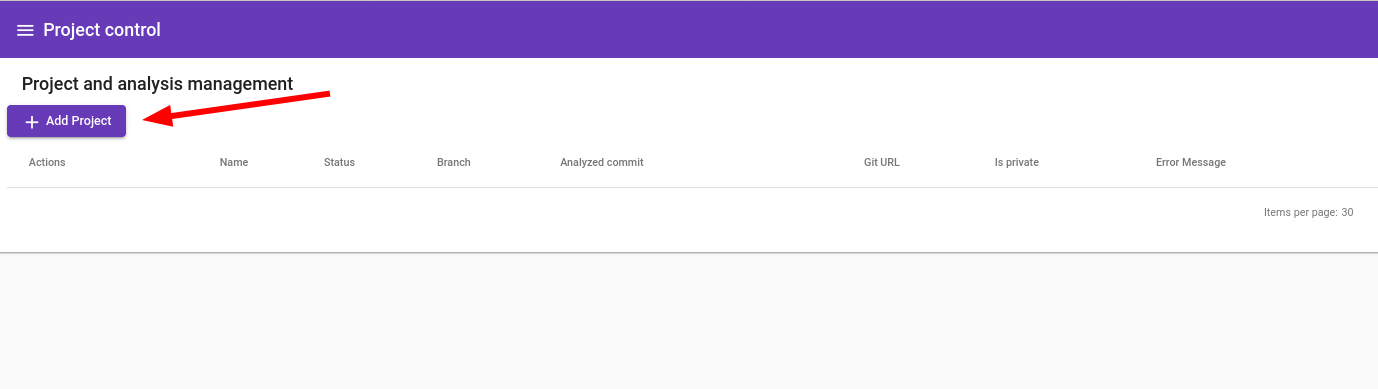 Project control
Project and analysis management
Add Project
Actions Name Status Branch Analyzed commit Git URL Is private Error Message
Items per page: 30